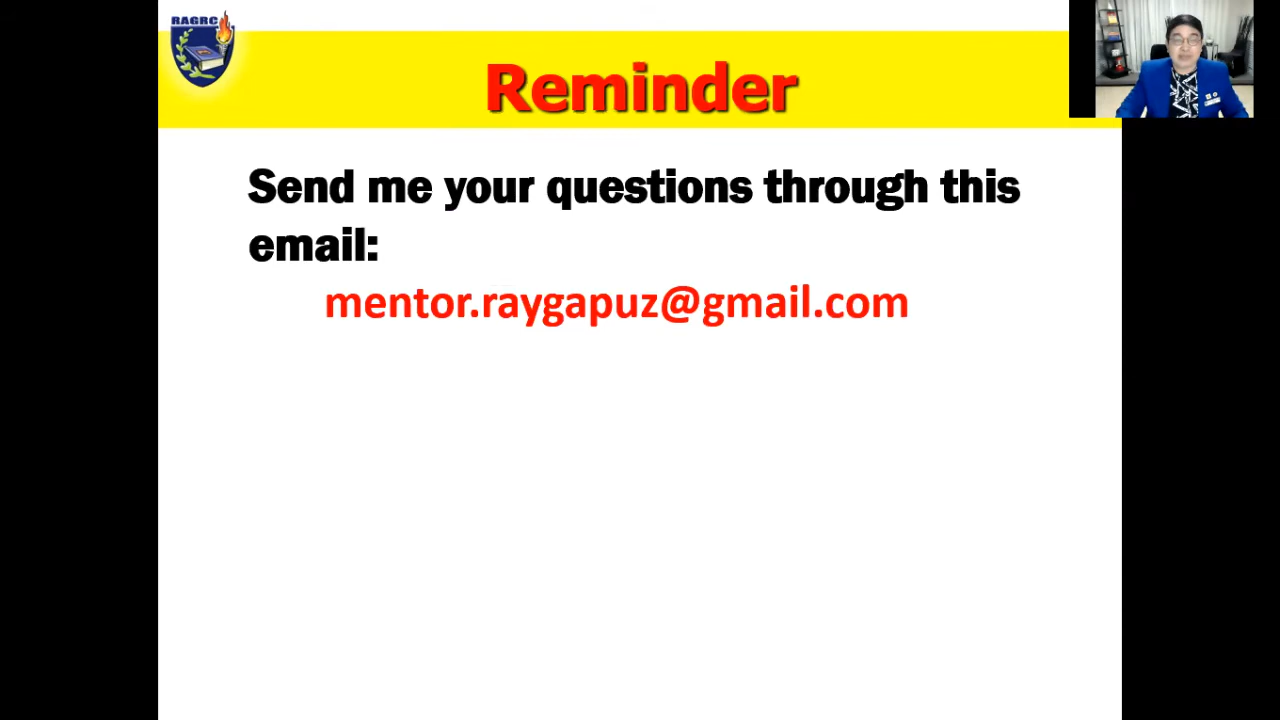 RAGRC
Reminder
Send me your questions through this
email:
mentor.raygapuz@gmail.com